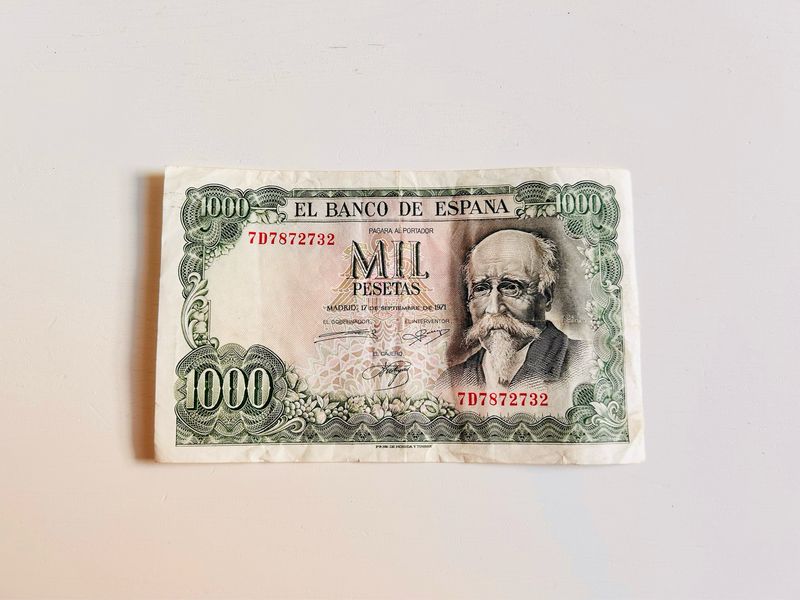 1000 EL BANCO DE ESPAÑA 1000
7D7872732
PAGARA AL PORTADOR
MIL
PESETAS
MADRID, 17 DE SEPTIEMBRE DE 1971
EL GOBERNADOR EL INTERVENTOR
EL CAJERO
1000
7D7872732